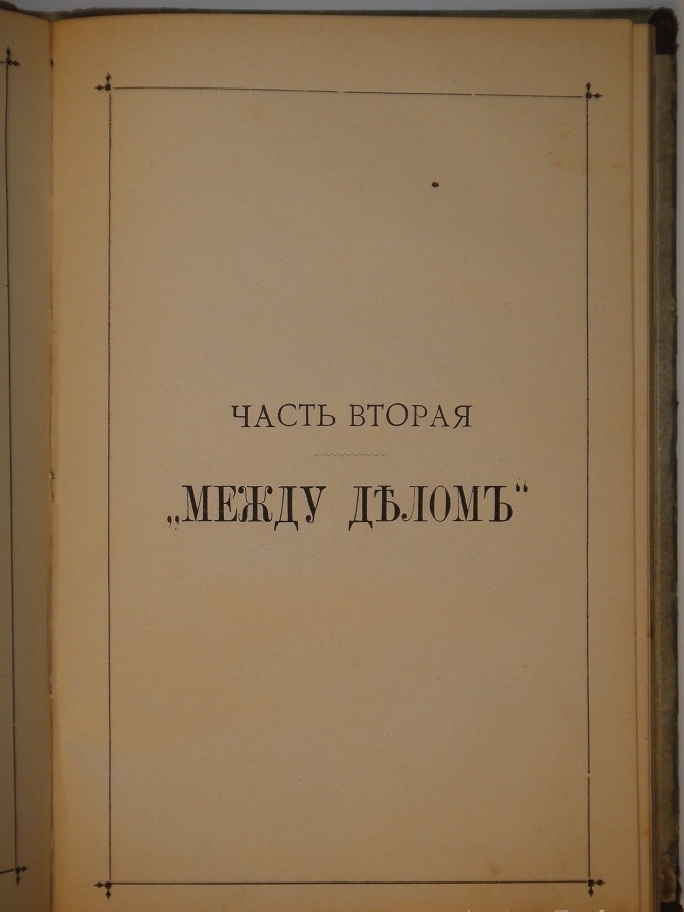 ЧАСТЬ ВТОРАЯ
„МЕЖДУ ДѢЛОМЪ“